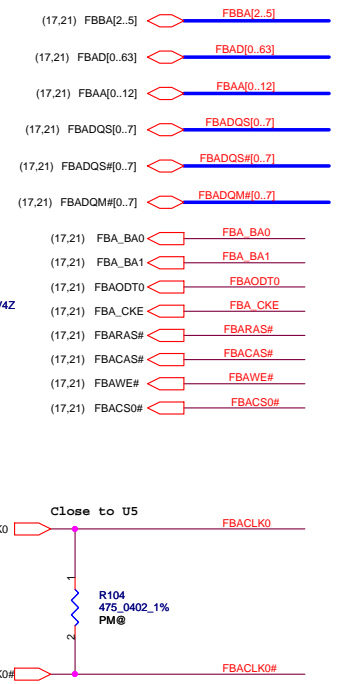 (17,21) FBBA[2..5] FBBA[2..5]
(17,21) FBAD[0..63] FBAD[0..63]
(17,21) FBAA[0..12] FBAA[0..12]
(17,21) FBADQS[0..7] FBADQS[0..7]
(17,21) FBADQS#[0..7] FBADQS#[0..7]
(17,21) FBADQM#[0..7] FBADQM#[0..7]
(17,21) FBA_BA0 FBA_BA0
(17,21) FBA_BA1 FBA_BA1
(17,21) FBAODT0 FBAODT0
(17,21) FBA_CKE FBA_CKE
(17,21) FBARAS# FBARAS#
(17,21) FBACAS# FBACAS#
(17,21) FBAWE# FBAWE#
(17,21) FBACS0# FBACS0#
Close to U5
FBACLK0
1
R104
475_0402_1%
PM@
2
FBACLK0#